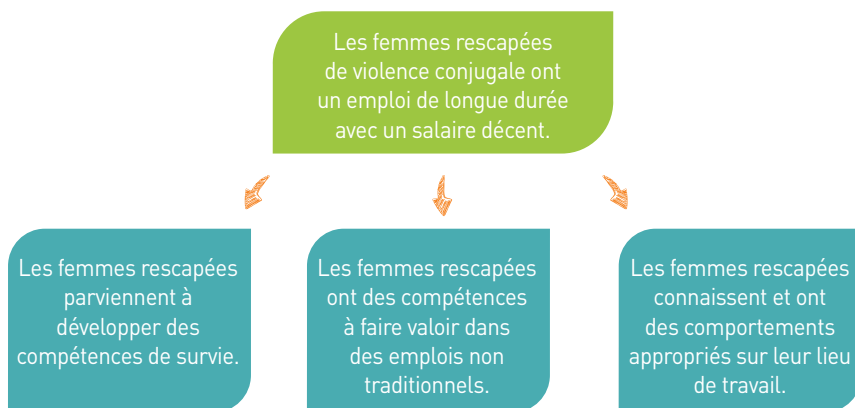 Les femmes rescapées
de violence conjugale ont
un emploi de longue durée
avec un salaire décent.
Les femmes rescapées
parviennent à
développer des
compétences de survie.
Les femmes rescapées
ont des compétences
à faire valoir dans
des emplois non
traditionnels.
Les femmes rescapées
connaissent et ont
des comportements
appropriés sur leur lieu
de travail.